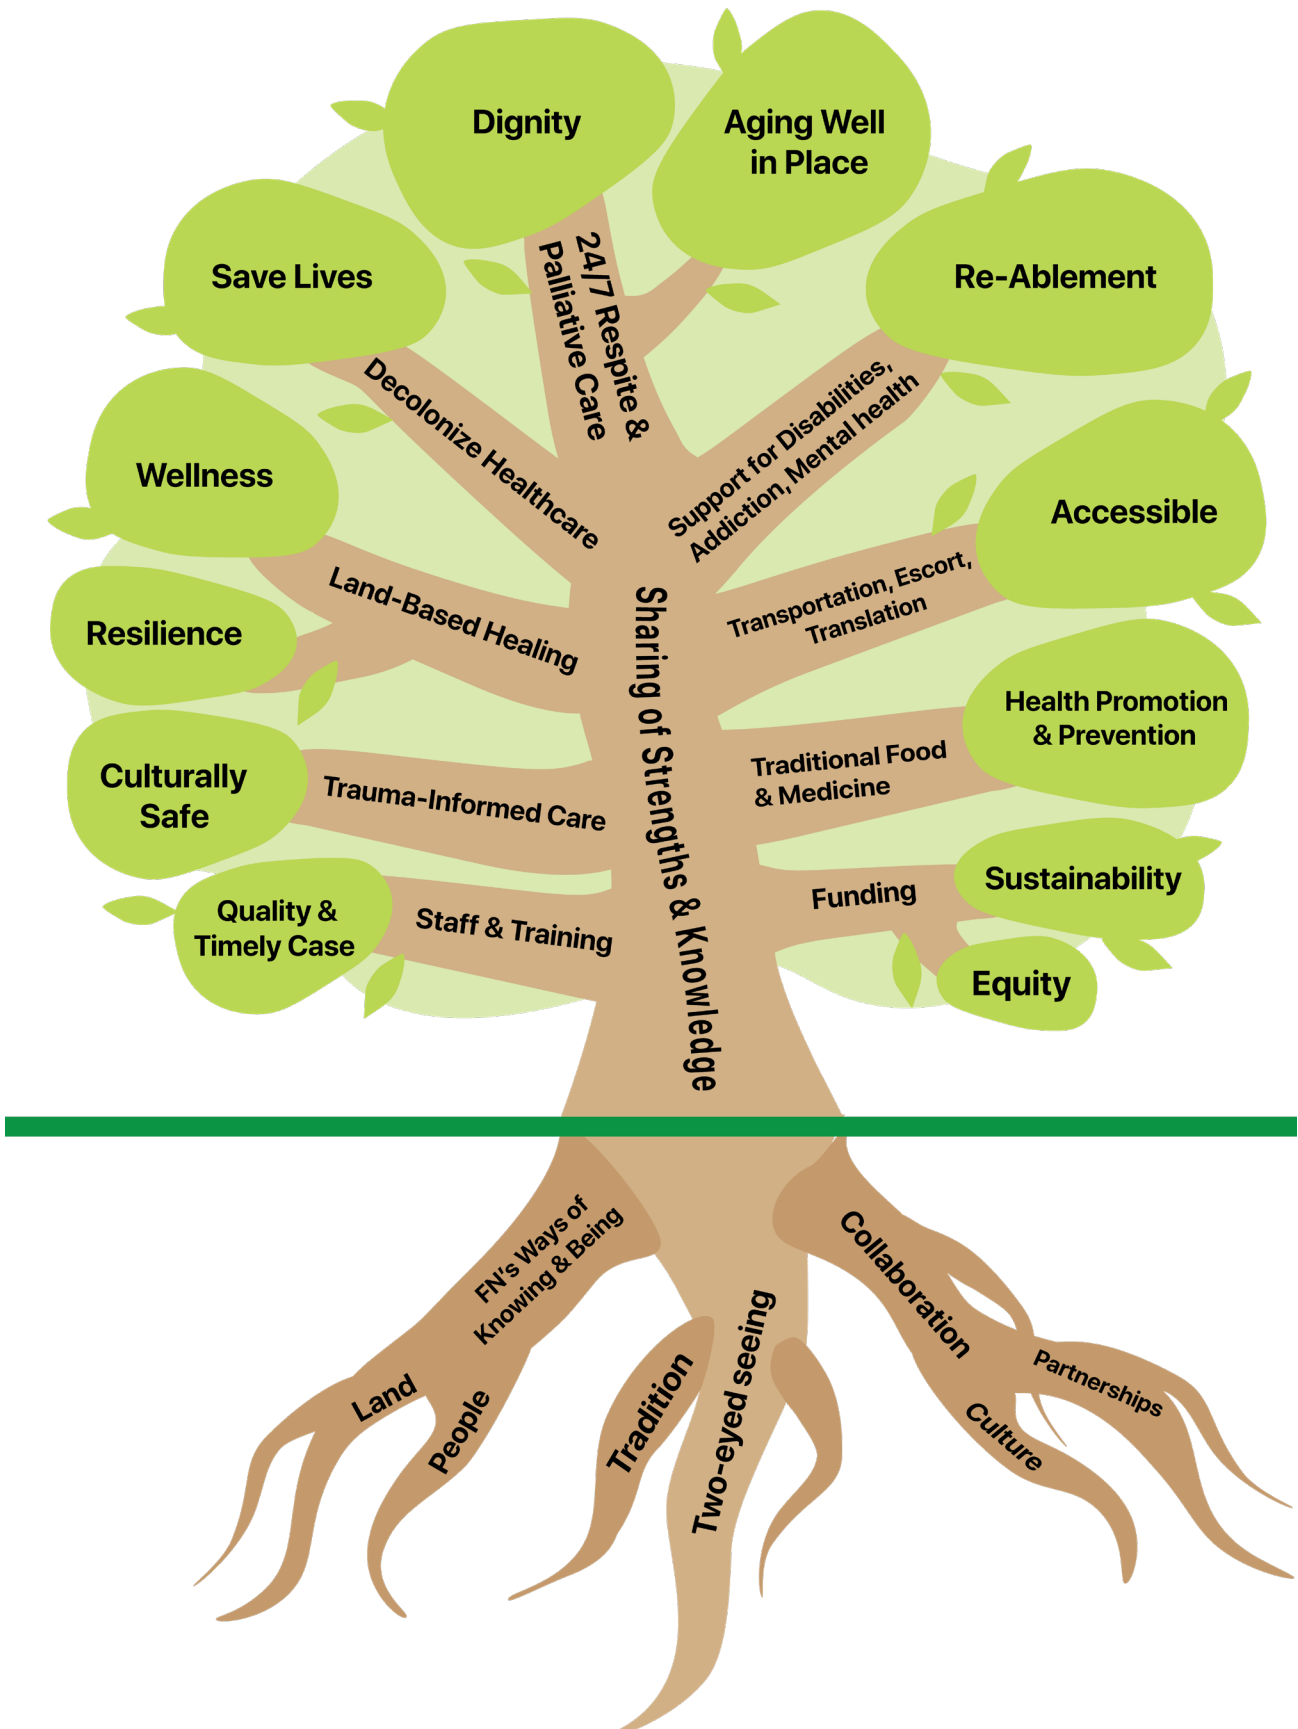 Dignity
Aging Well
in Place
Save Lives
Re-Ablement
24/7 Respite &
Palliative Care
Decolonize Healthcare
Support for Disabilities,
Addiction, Mental health
Wellness
Accessible
Land-Based Healing
Transportation, Escort,
Translation
Resilience
Sharing of Strengths & Knowledge
Health Promotion
& Prevention
Culturally
Safe
Trauma-Informed Care
Traditional Food
& Medicine
Quality &
Timely Case
Staff & Training
Funding
Sustainability
Equity
FN's Ways of
Knowing & Being
Collaboration
Land
People
Tradition
Two-eyed seeing
Partnerships
Culture